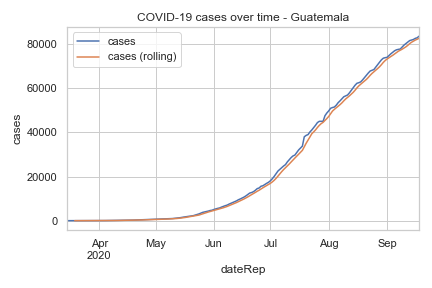 COVID-19 cases over time - Guatemala
cases
cases (rolling)
80000
60000
40000
20000
0
cases
Apr
2020
May
Jun
Jul
Aug
Sep
dateRep